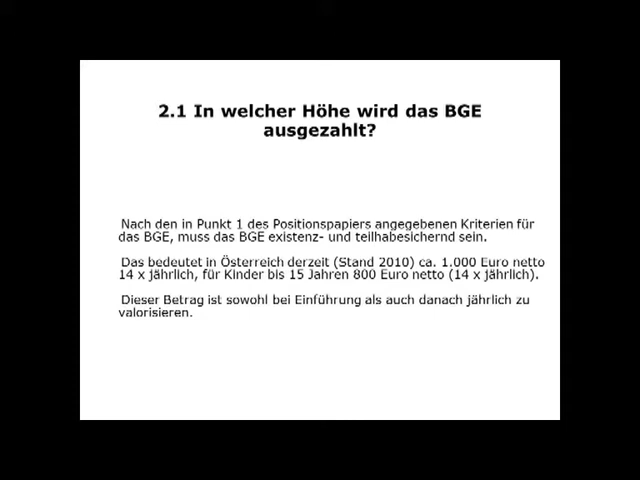 2.1 In welcher Höhe wird das BGE
ausgezahlt?
Nach den in Punkt 1 des Positionspapiers angegebenen Kriterien für
das BGE, muss das BGE existenz- und teilhabesichernd sein.
Das bedeutet in Österreich derzeit (Stand 2010) ca. 1.000 Euro netto
14 x jährlich, für Kinder bis 15 Jahren 800 Euro netto (14 x jährlich).
Dieser Betrag ist sowohl bei Einführung als auch danach jährlich zu
valorisieren.